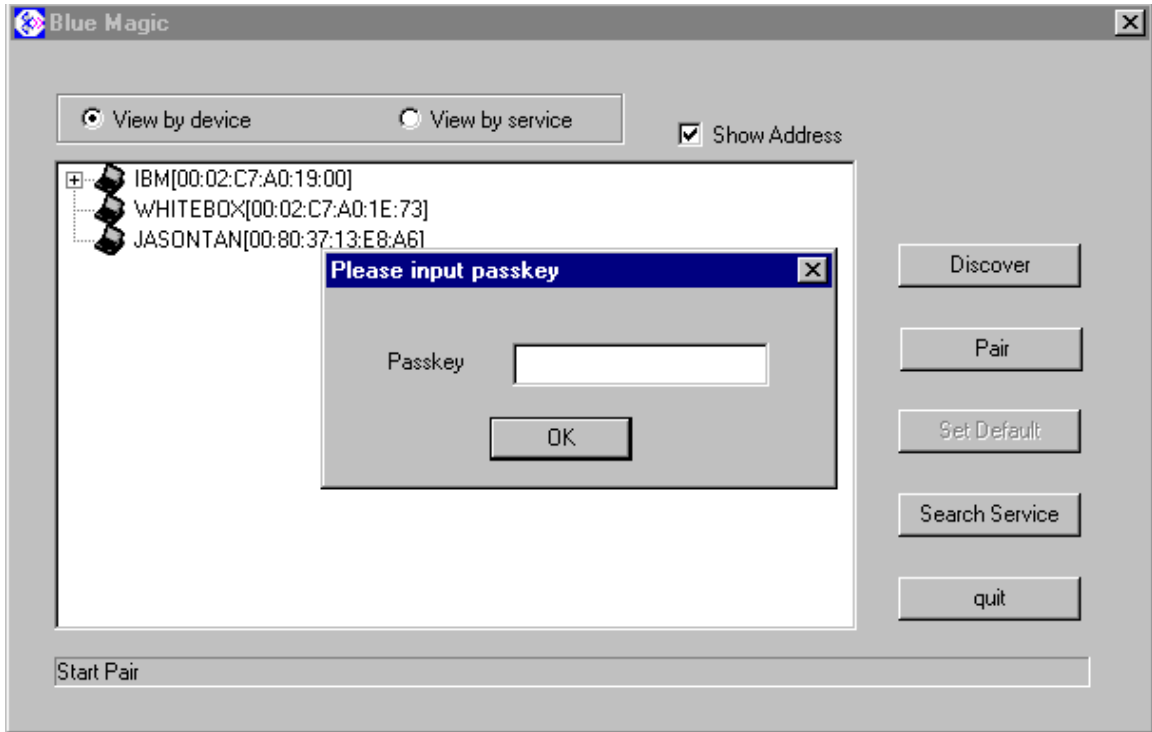 Blue Magic
View by device
View by service
Show Address
IBM[00:02:C7:A0:19:00]
WHITEBOX[00:02:C7:A0:1E:73]
JASONTAN[00:80:37:13:E8:A6]
Please input passkey
Passkey
OK
Discover
Pair
Set Default
Search Service
quit
Start Pair